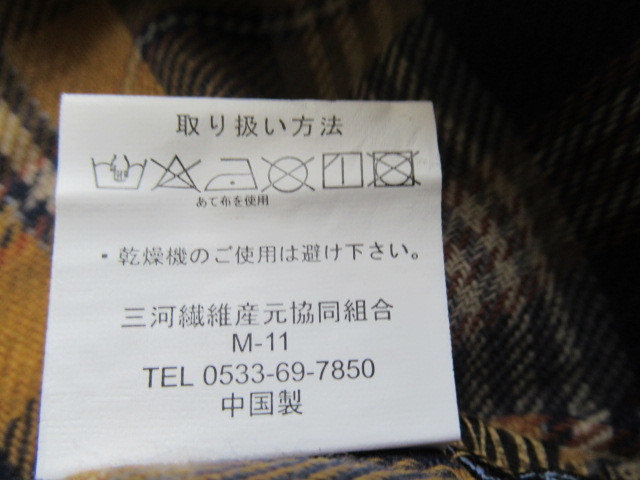 取り扱い方法
あて布を使用
・乾燥機のご使用は避け下さい。
三河繊維産元協同組合
M-11
TEL 0533-69-7850
中国製